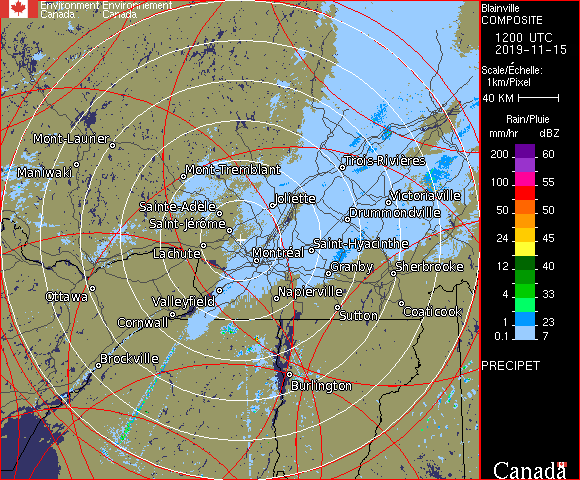 Environment Environnement
Canada Canada
Blainville
COMPOSITE
1200 UTC
2019-11-15
Scale/Échelle:
1km/Pixel
40 KM
Rain/Pluie
mm/hr dBZ
200 60
100 55
50 50
24 45
12 40
4 33
1 23
0.1 7
PRECIPET
Canada
Mont-Laurier
Maniwaki
Mont-Tremblant
Trois-Rivières
Sainte-Adèle
Joliette
Victoriaville
Saint-Jérôme
Drummondville
Lachute
Montréal
Saint-Hyacinthe
Granby
Sherbrooke
Ottawa
Valleyfield
Napierville
Cornwall
Sutton
Coaticook
Brockville
Burlington